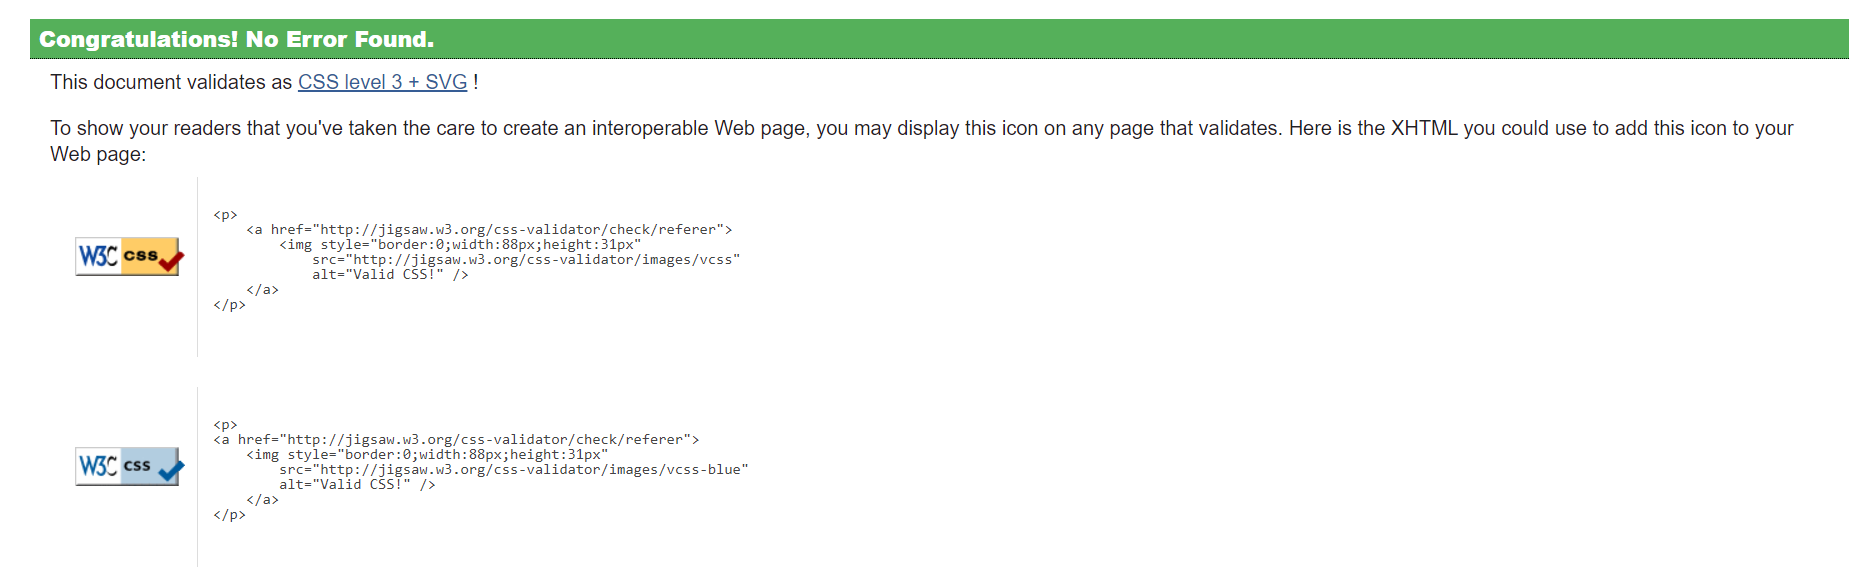 Congratulations! No Error Found.
This document validates as CSS level 3 + SVG !
To show your readers that you've taken the care to create an interoperable Web page, you may display this icon on any page that validates. Here is the XHTML you could use to add this icon to your
Web page:
W3C css
<p>
    <a href="http://jigsaw.w3.org/css-validator/check/referer">
        <img style="border:0;width:88px;height:31px"
            src="http://jigsaw.w3.org/css-validator/images/vcss"
            alt="Valid CSS!" />
    </a>
</p>
W3C css
<p>
<a href="http://jigsaw.w3.org/css-validator/check/referer">
    <img style="border:0;width:88px;height:31px"
        src="http://jigsaw.w3.org/css-validator/images/vcss-blue"
        alt="Valid CSS!" />
    </a>
</p>